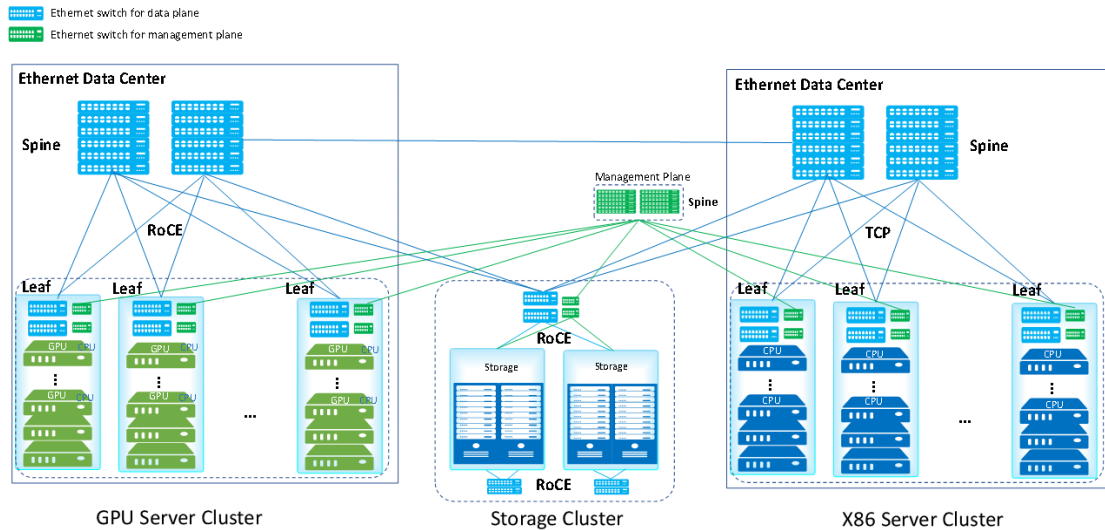 Ethernet switch for data plane
Ethernet switch for management plane
Ethernet Data Center
Ethernet Data Center
Spine
Spine
Management Plane
Spine
RoCE
TCP
Leaf
Leaf
Leaf
Leaf
Leaf
Leaf
GPU
CPU
GPU
CPU
GPU
CPU
RoCE
CPU
CPU
CPU
Storage
Storage
⋮
⋮
⋮
⋮
⋮
⋮
GPU
CPU
GPU
CPU
GPU
CPU
CPU
CPU
CPU
...
...
RoCE
GPU Server Cluster
Storage Cluster
X86 Server Cluster